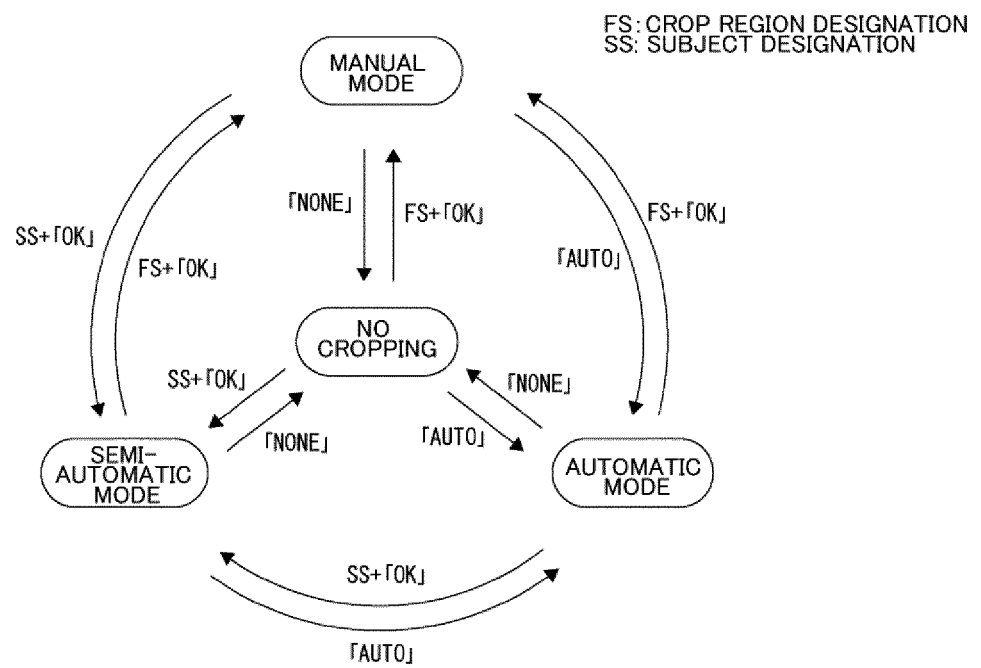 FS: CROP REGION DESIGNATION
SS: SUBJECT DESIGNATION
MANUAL
MODE
「NONE」
FS+「OK」
FS+「OK」
SS+「OK」
「AUTO」
FS+「OK」
NO
CROPPING
SS+「OK」
「NONE」
「NONE」
「AUTO」
SEMI-
AUTOMATIC
MODE
AUTOMATIC
MODE
SS+「OK」
「AUTO」